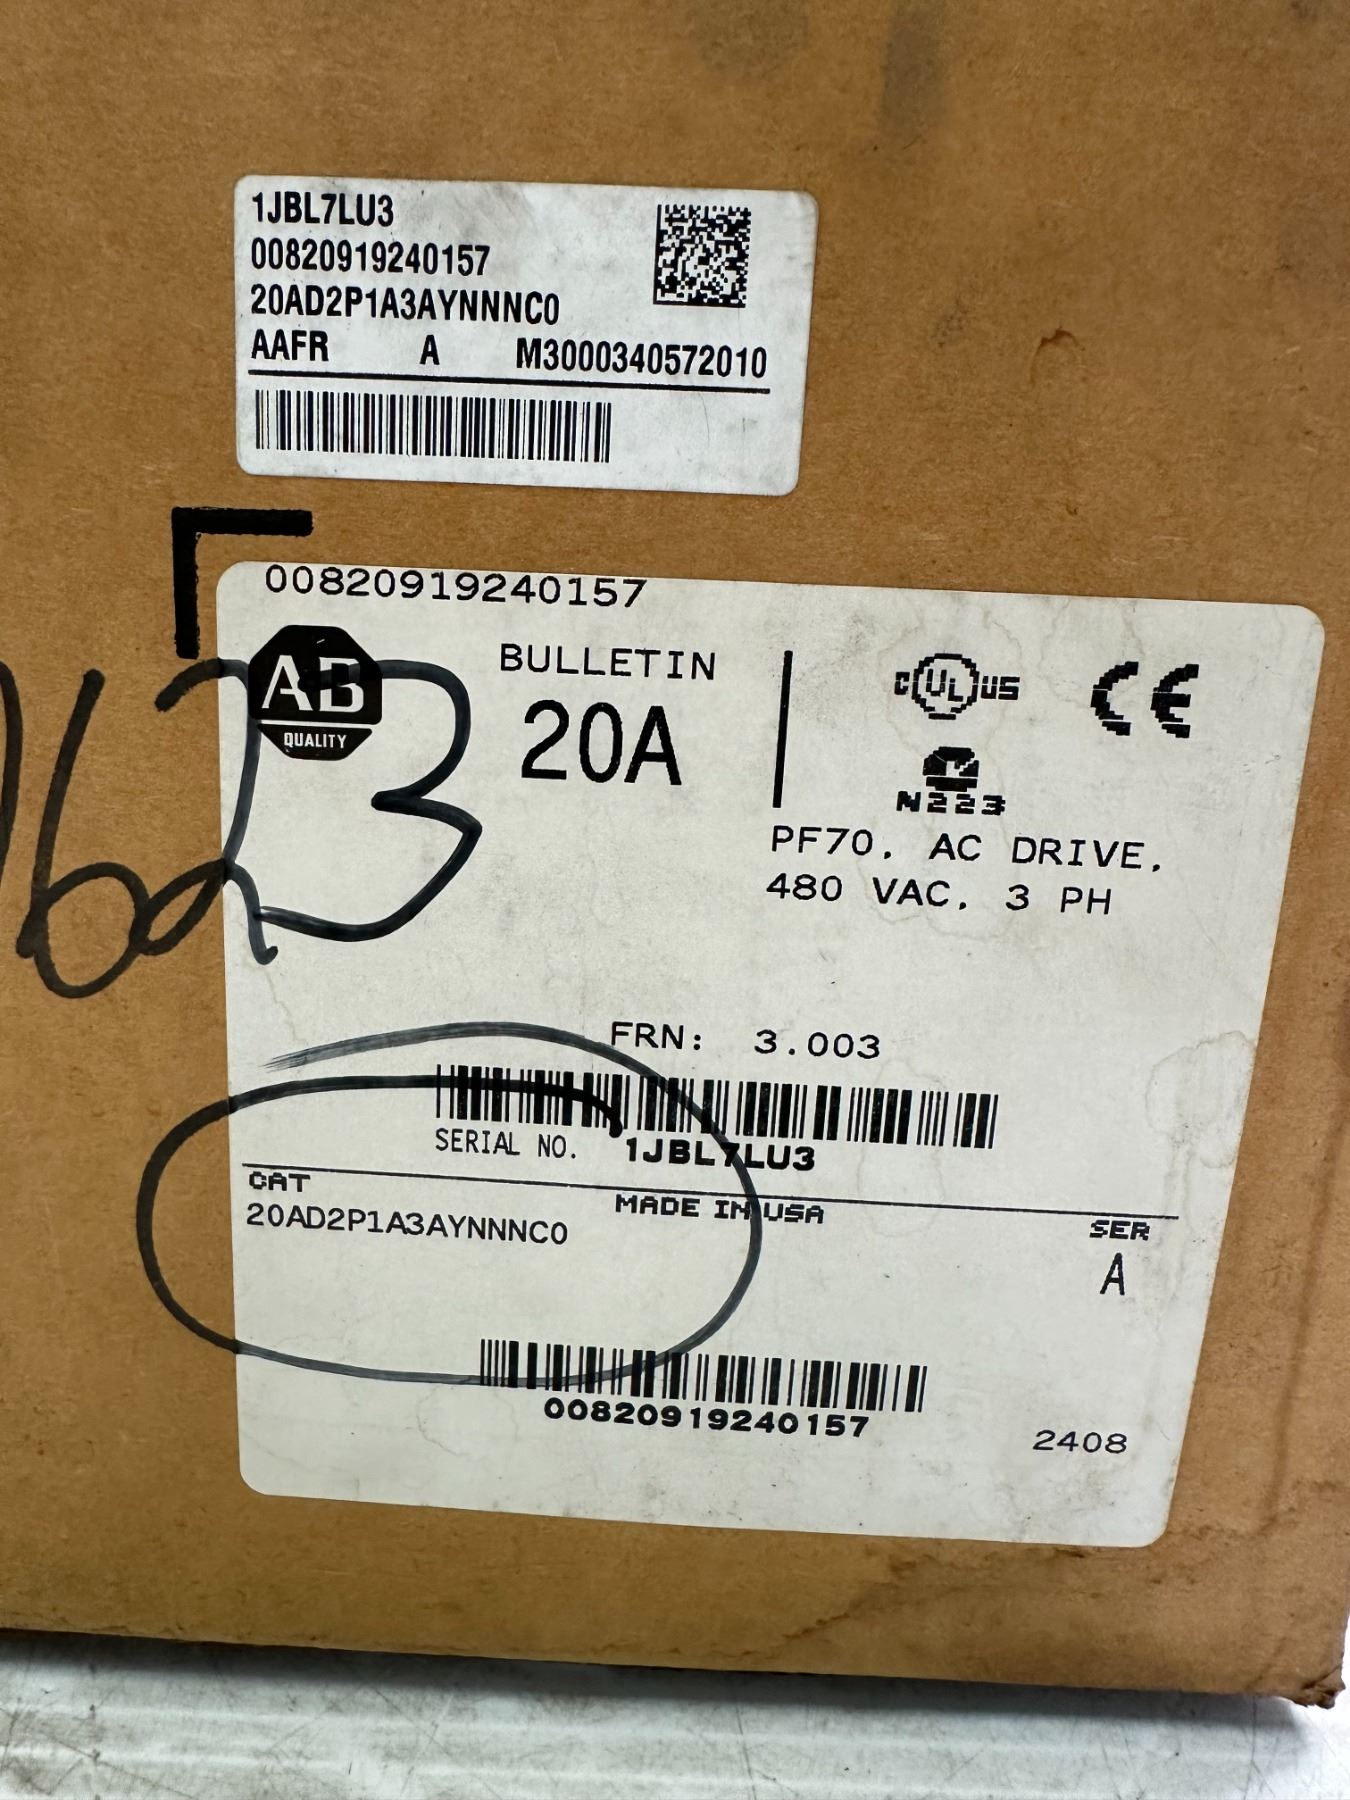 1JBL7LU3
00820919240157
20AD2P1A3AYNNNC0
AAFR A M3000340572010
00820919240157
AB
QUALITY
BULLETIN
20A
C UL US
CE
N223
PF70, AC DRIVE,
480 VAC, 3 PH
623
FRN: 3.003
SERIAL NO. 1JBL7LU3
CAT
20AD2P1A3AYNNNC0
MADE IN USA
SER
A
00820919240157
2408